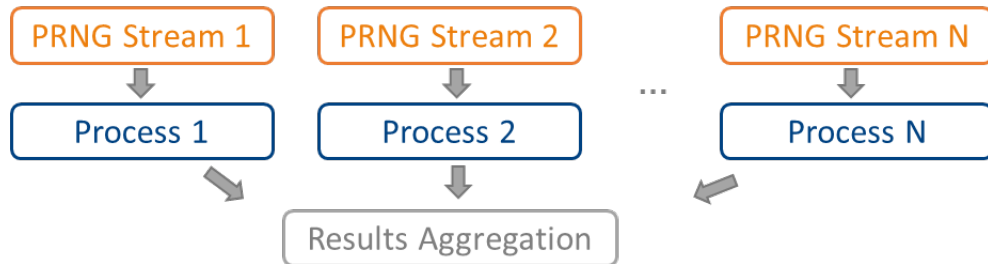 PRNG Stream 1
PRNG Stream 2
PRNG Stream N
...
Process 1
Process 2
Process N
Results Aggregation